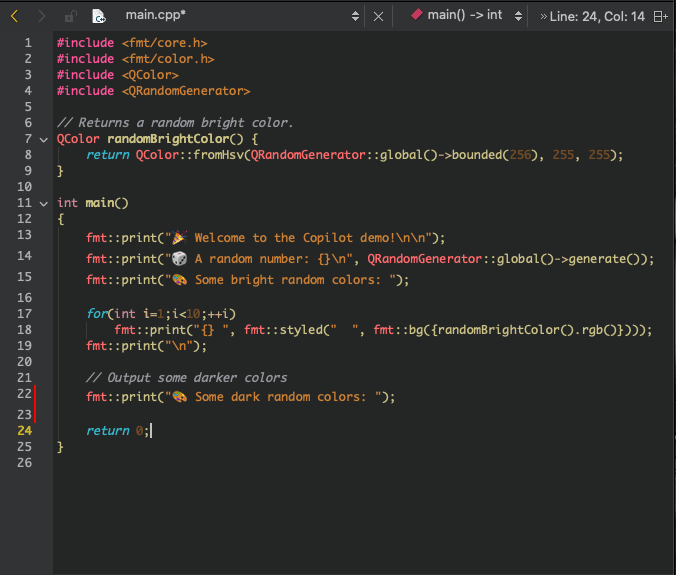 main.cpp*
main() -> int
» Line: 24, Col: 14
1 #include <fmt/core.h>
2 #include <fmt/color.h>
3 #include <QColor>
4 #include <QRandomGenerator>
5
6 // Returns a random bright color.
7 QColor randomBrightColor() {
8 return QColor::fromHsv(QRandomGenerator::global()->bounded(256), 255, 255);
9 }
10
11 int main()
12 {
13 fmt::print("🎉 Welcome to the Copilot demo!\n\n");
14 fmt::print("🎲 A random number: {}\n", QRandomGenerator::global()->generate());
15 fmt::print("🎨 Some bright random colors: ");
16
17 for(int i=1;i<10;++i)
18 fmt::print("{} ", fmt::styled("  ", fmt::bg({randomBrightColor().rgb()})));
19 fmt::print("\n");
20
21 // Output some darker colors
22 fmt::print("🎨 Some dark random colors: ");
23
24 return 0;
25 }
26